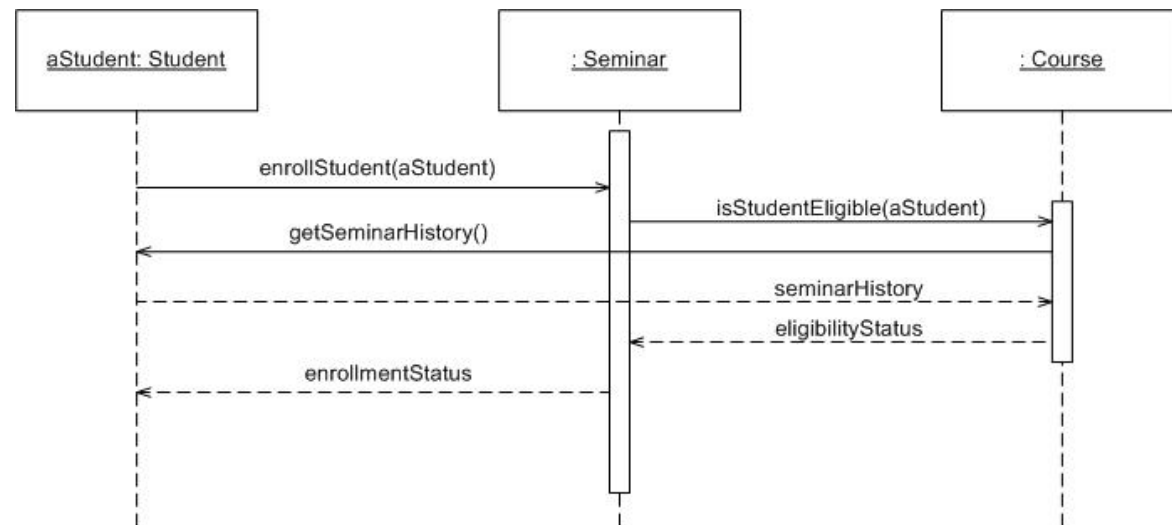 aStudent: Student
: Seminar
: Course
enrollStudent(aStudent)
isStudentEligible(aStudent)
getSeminarHistory()
seminarHistory
eligibilityStatus
enrollmentStatus